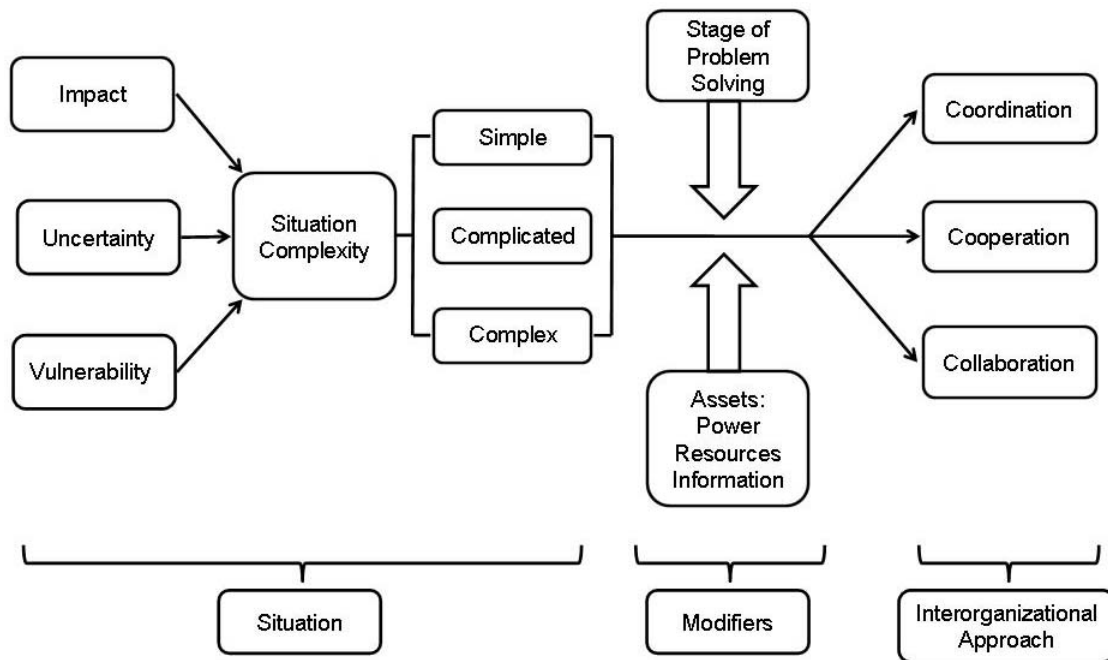 Impact
Uncertainty
Vulnerability
Situation
Complexity
Simple
Complicated
Complex
Stage of
Problem
Solving
Assets:
Power
Resources
Information
Coordination
Cooperation
Collaboration
Situation
Modifiers
Interorganizational
Approach